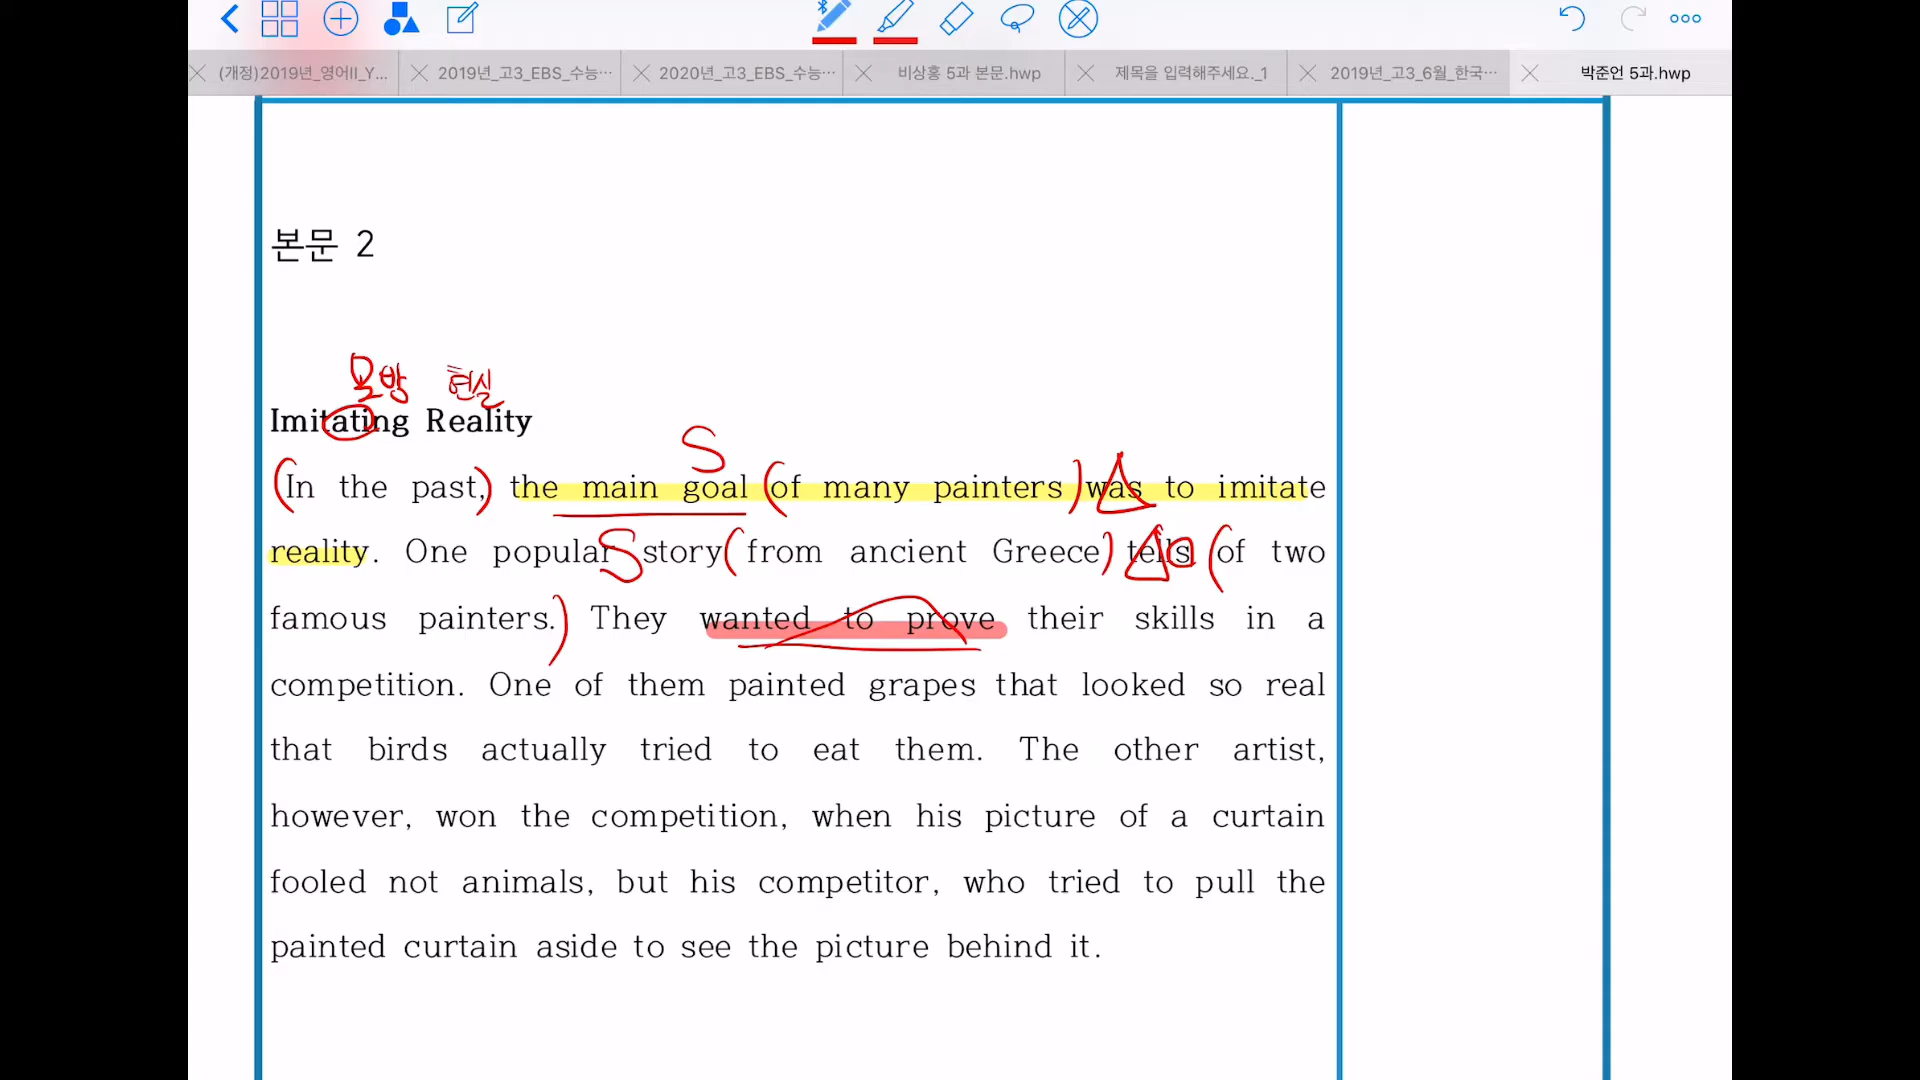 (개정)2019년_영어II_Y...
2019년_고3_EBS_수능...
2020년_고3_EBS_수능...
비상홍 5과 본문.hwp
제목을 입력해주세요._1
2019년_고3_6월_한국...
박준언 5과.hwp
본문 2
모방 현실
Imitating Reality
S
(In the past,) the main goal (of many painters) was to imitate
reality. One popular S story (from ancient Greece) tells (of two
famous painters.) They wanted to prove their skills in a
competition. One of them painted grapes that looked so real
that birds actually tried to eat them. The other artist,
however, won the competition, when his picture of a curtain
fooled not animals, but his competitor, who tried to pull the
painted curtain aside to see the picture behind it.